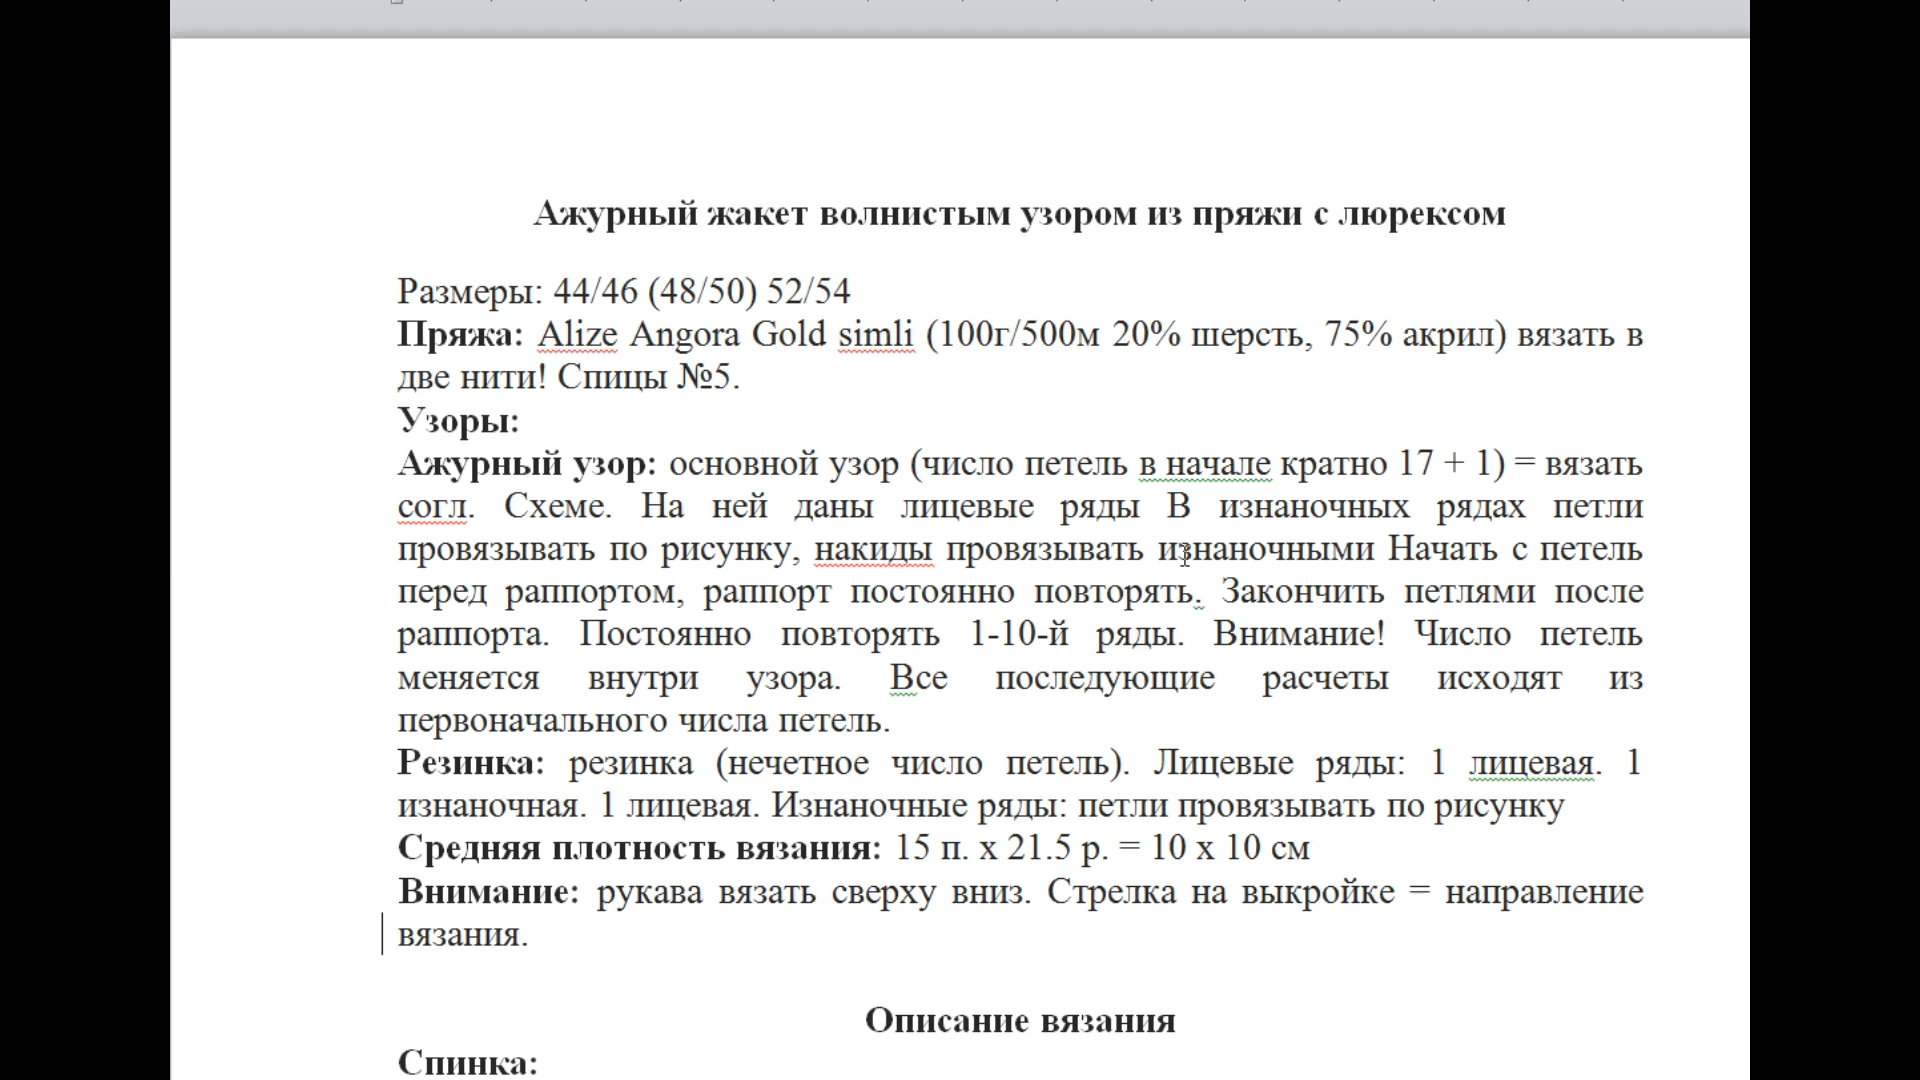 Ажурный жакет волнистым узором из пряжи с люрексом
Размеры: 44/46 (48/50) 52/54
Пряжа: Alize Angora Gold simli (100г/500м 20% шерсть, 75% акрил) вязать в
две нити! Спицы №5.
Узоры:
Ажурный узор: основной узор (число петель в начале кратно 17 + 1) = вязать
согл. Схеме. На ней даны лицевые ряды В изнаночных рядах петли
провязывать по рисунку, накиды провязывать изнаночными Начать с петель
перед раппортом, раппорт постоянно повторять. Закончить петлями после
раппорта. Постоянно повторять 1-10-й ряды. Внимание! Число петель
меняется внутри узора. Все последующие расчеты исходят из
первоначального числа петель.
Резинка: резинка (нечетное число петель). Лицевые ряды: 1 лицевая. 1
изнаночная. 1 лицевая. Изнаночные ряды: петли провязывать по рисунку
Средняя плотность вязания: 15 п. х 21.5 р. = 10 х 10 см
Внимание: рукава вязать сверху вниз. Стрелка на выкройке = направление
вязания.
Описание вязания
Спинка: